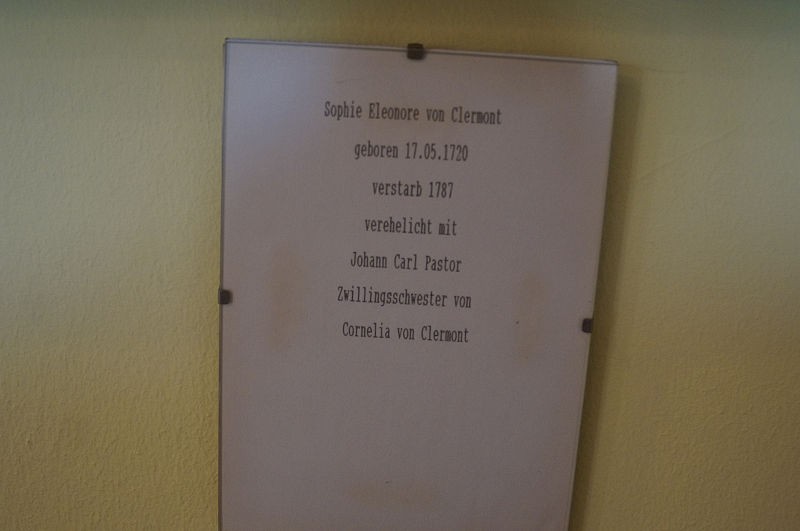 Sophie Eleonore von Clermont
geboren 17.05.1720
verstarb 1787
verehelicht mit
Johann Carl Pastor
Zwillingsschwester von
Cornelia von Clermont